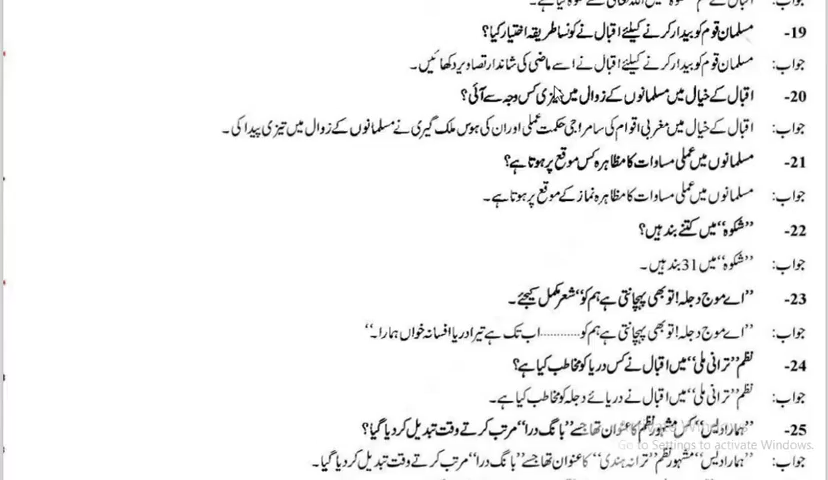 اقبال کے
19- مسلمان قوم کو بیدار کرنے کیلئے اقبال نے کونسا طریقہ اختیار کیا؟
جواب: مسلمان قوم کو بیدار کرنے کیلئے اقبال نے اسے ماضی کی شاندار تصاویر دکھائیں۔
20- اقبال کے خیال میں مسلمانوں کے زوال میں تیزی کس وجہ سے آئی؟
جواب: اقبال کے خیال میں مغربی اقوام کی سامراجی حکمت عملی اور ان کی ہوس ملک گیری نے مسلمانوں کے زوال میں تیزی پیدا کی۔
21- مسلمانوں میں عملی مساوات کا مظاہرہ کس موقع پر ہوتا ہے؟
جواب: مسلمانوں میں عملی مساوات کا مظاہرہ نماز کے موقع پر ہوتا ہے۔
22- ”شکوہ“ میں کتنے بند ہیں؟
جواب: ”شکوہ“ میں 31 بند ہیں۔
23- ”اے موج دجلہ! تو بھی پہچانتی ہے ہم کو“ شعر مکمل کیجئے۔
جواب: ”اے موج دجلہ! تو بھی پہچانتی ہے ہم کو............اب تک ہے تیرا دریا افسانہ خواں ہمارا۔“
24- نظم ”ترانی ملی“ میں اقبال نے کس دریا کو مخاطب کیا ہے؟
جواب: نظم ”ترانی ملی“ میں اقبال نے دریائے دجلہ کو مخاطب کیا ہے۔
25- ”ہمارا دیس“ کس مشہور نظم کا عنوان تھا جسے ”بانگ درا“ مرتب کرتے وقت تبدیل کر دیا گیا؟
Go to Settings to activate Windows.
جواب: ”ہمارا دیس“ مشہور نظم ”ترانہ ہندی“ کا عنوان تھا جسے ”بانگ درا“ مرتب کرتے وقت تبدیل کر دیا گیا۔